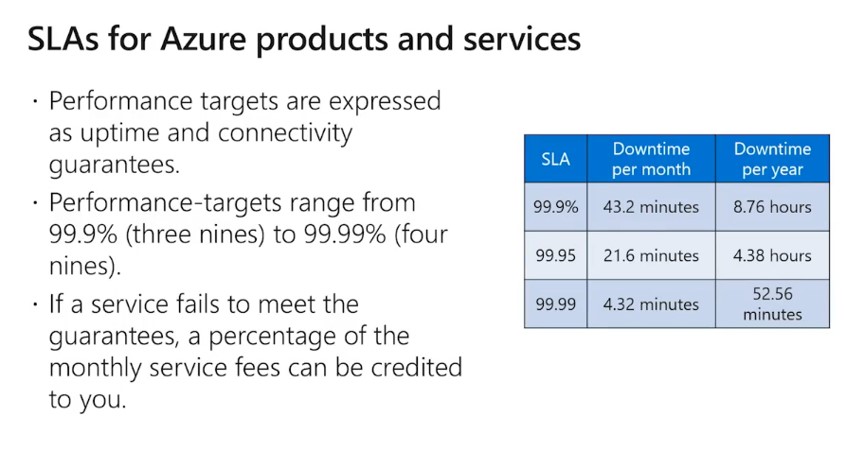 SLAs for Azure products and services
· Performance targets are expressed
as uptime and connectivity
guarantees.
· Performance-targets range from
99.9% (three nines) to 99.99% (four
nines).
· If a service fails to meet the
guarantees, a percentage of the
monthly service fees can be credited
to you.
SLA Downtime per month Downtime per year
99.9% 43.2 minutes 8.76 hours
99.95 21.6 minutes 4.38 hours
99.99 4.32 minutes 52.56 minutes